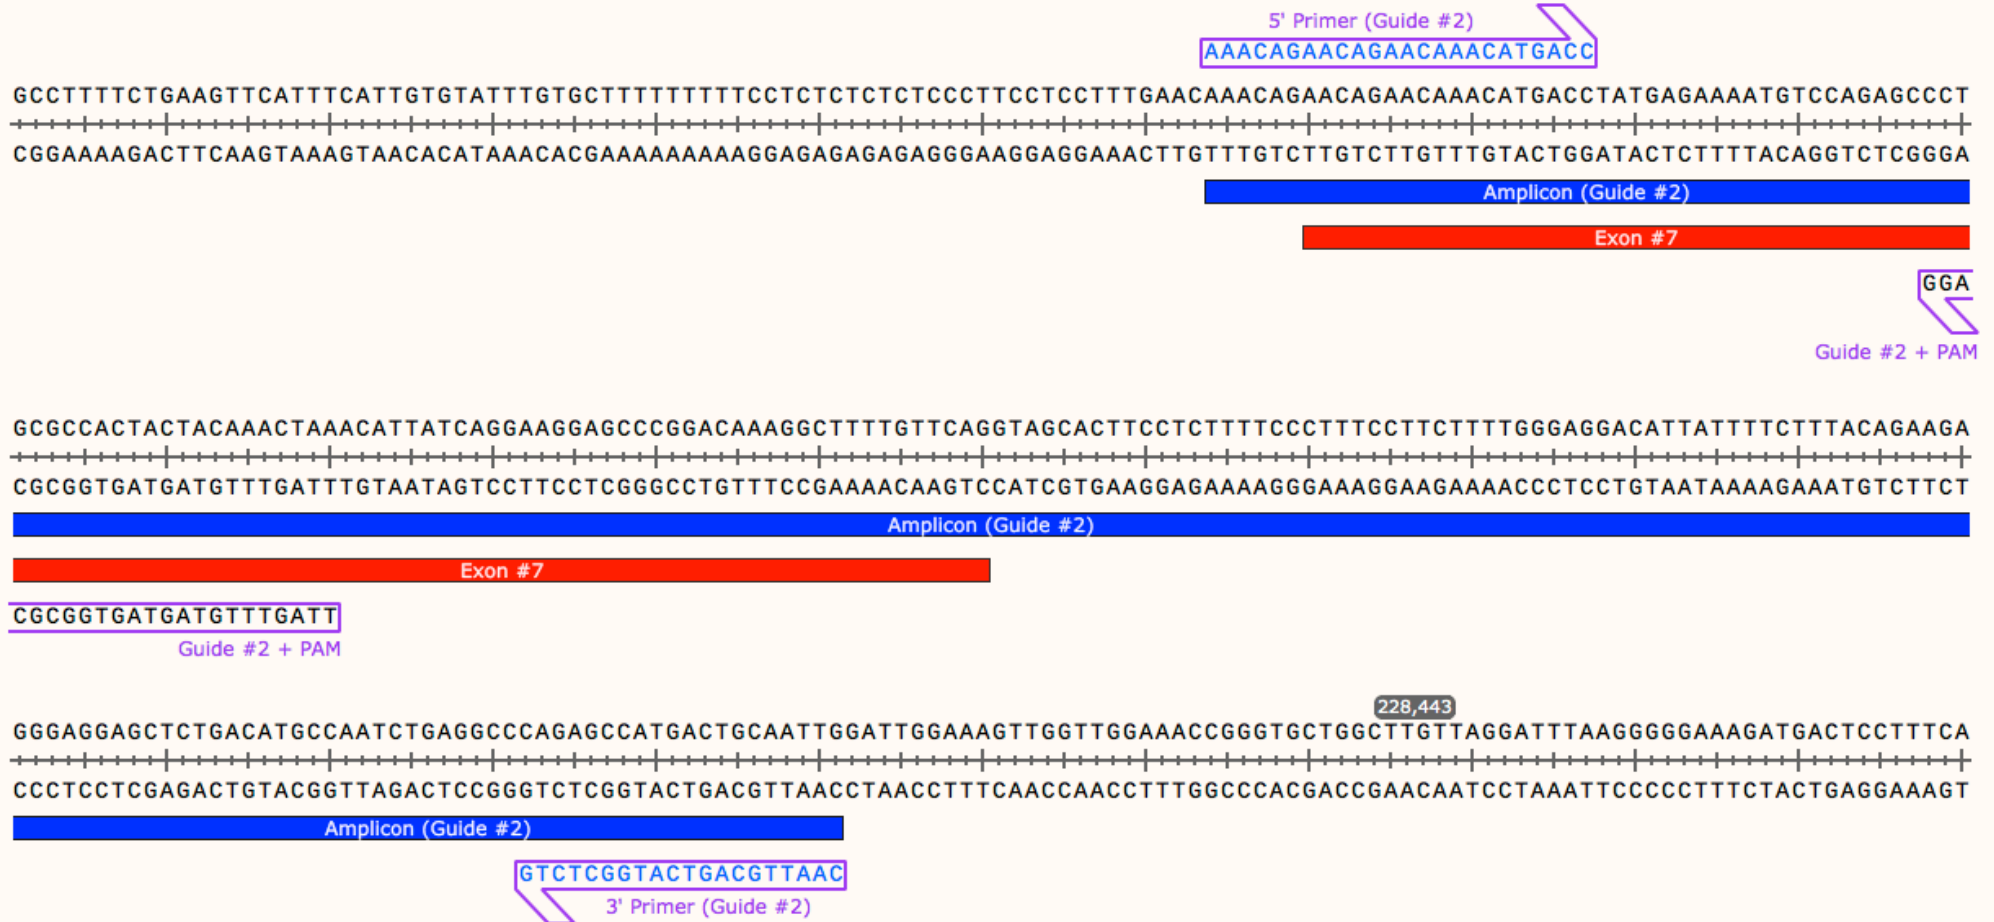 5' Primer (Guide #2)
AAACAGAACAGAACAAACATGACC
GCCTTTTCTGAAGTTCATTTCATTGTGTATTTGTGCTTTTTTTTTCCTCTCTCTCTCCCTTCCTCCTTTGAACAAACAGAACAGAACAAACATGACCTATGAGAAAATGTCCAGAGCCCT
CGGAAAAGACTTCAAGTAAAGTAACACATAAACACGAAAAAAAAAGGAGAGAGAGAGGGAAGGAGGAAACTTGTTTGTCTTGTCTTGTTTGTACTGGATACTCTTTTACAGGTCTCGGGA
Amplicon (Guide #2)
Exon #7
GGA
Guide #2 + PAM
GCGCCACTACTACAAACTAAACATTATCAGGAAGGAGCCCGGACAAAGGCTTTTGTTCAGGTAGCACTTCCTCTTTTCCCTTTCCTTCTTTTGGGAGGACATTATTTTCTTTACAGAAGA
CGCGGTGATGATGTTTGATTTGTAATAGTCCTTCCTCGGGCCTGTTTCCGAAAACAAGTCCATCGTGAAGGAGAAAAGGGAAAGGAAGAAAACCCTCCTGTAATAAAAGAAATGTCTTCT
Amplicon (Guide #2)
Exon #7
CGCGGTGATGATGTTTGATT
Guide #2 + PAM
228,443
GGGAGGAGCTCTGACATGCCAATCTGAGGCCCAGAGCCATGACTGCAATTGGATTGGAAAGTTGGTTGGAAACCGGGTGCTGGCTTGTTAGGATTTAAGGGGGAAAGATGACTCCTTTCA
CCCTCCTCGAGACTGTACGGTTAGACTCCGGGTCTCGGTACTGACGTTAACCTAACCTTTCAACCAACCTTTGGCCCACGACCGAACAATCCTAAATTCCCCCTTTCTACTGAGGAAAGT
Amplicon (Guide #2)
GTCTCGGTACTGACGTTAAC
3' Primer (Guide #2)